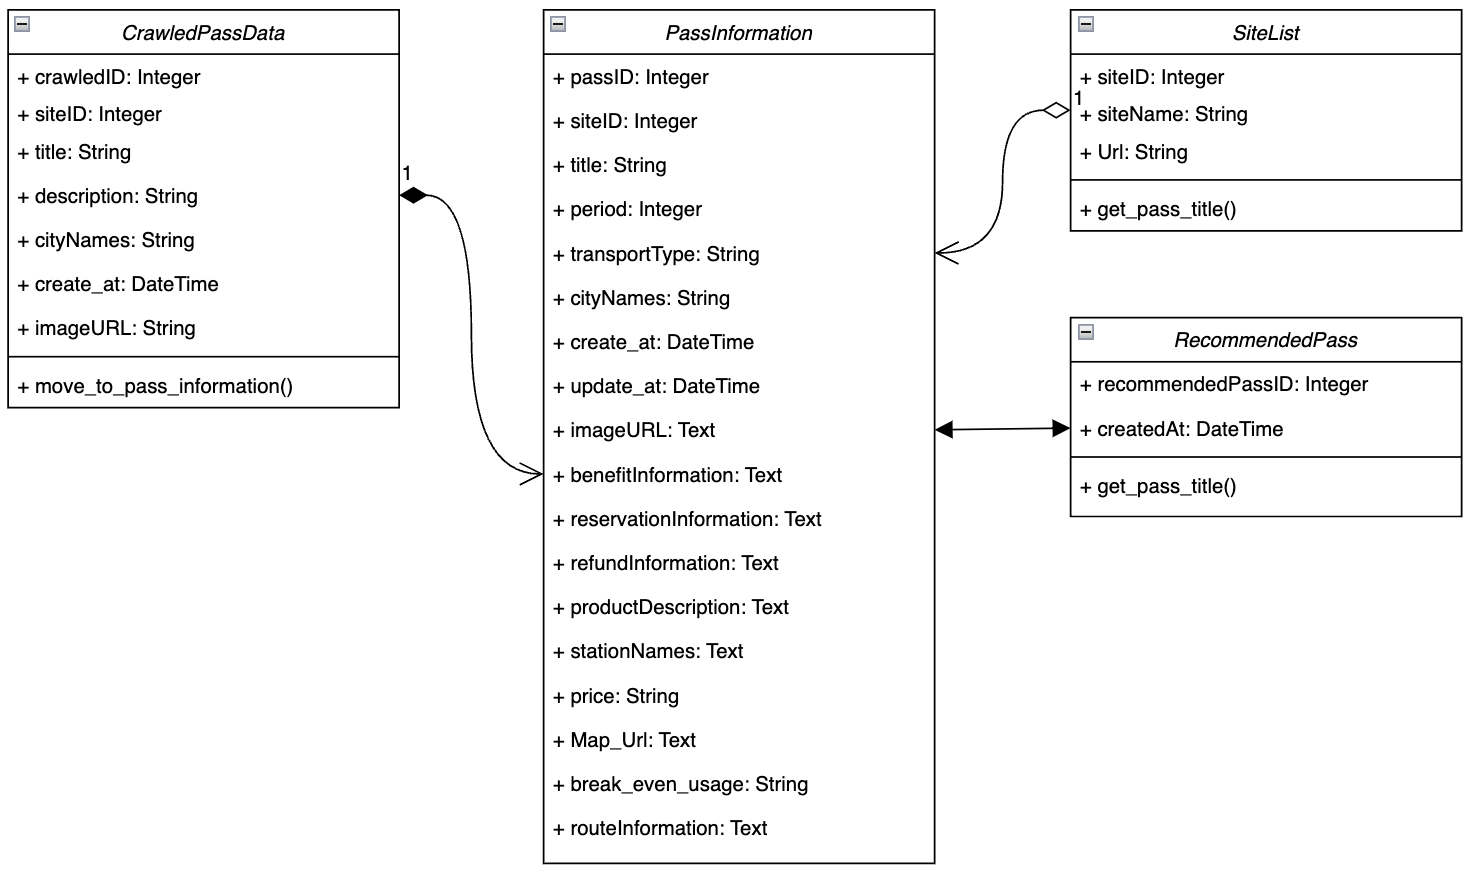 CrawledPassData
+ crawledID: Integer
+ siteID: Integer
+ title: String
+ description: String
+ cityNames: String
+ create_at: DateTime
+ imageURL: String
+ move_to_pass_information()
1
PassInformation
+ passID: Integer
+ siteID: Integer
+ title: String
+ period: Integer
+ transportType: String
+ cityNames: String
+ create_at: DateTime
+ update_at: DateTime
+ imageURL: Text
+ benefitInformation: Text
+ reservationInformation: Text
+ refundInformation: Text
+ productDescription: Text
+ stationNames: Text
+ price: String
+ Map_Url: Text
+ break_even_usage: String
+ routeInformation: Text
SiteList
+ siteID: Integer
1
+ siteName: String
+ Url: String
+ get_pass_title()
RecommendedPass
+ recommendedPassID: Integer
+ createdAt: DateTime
+ get_pass_title()